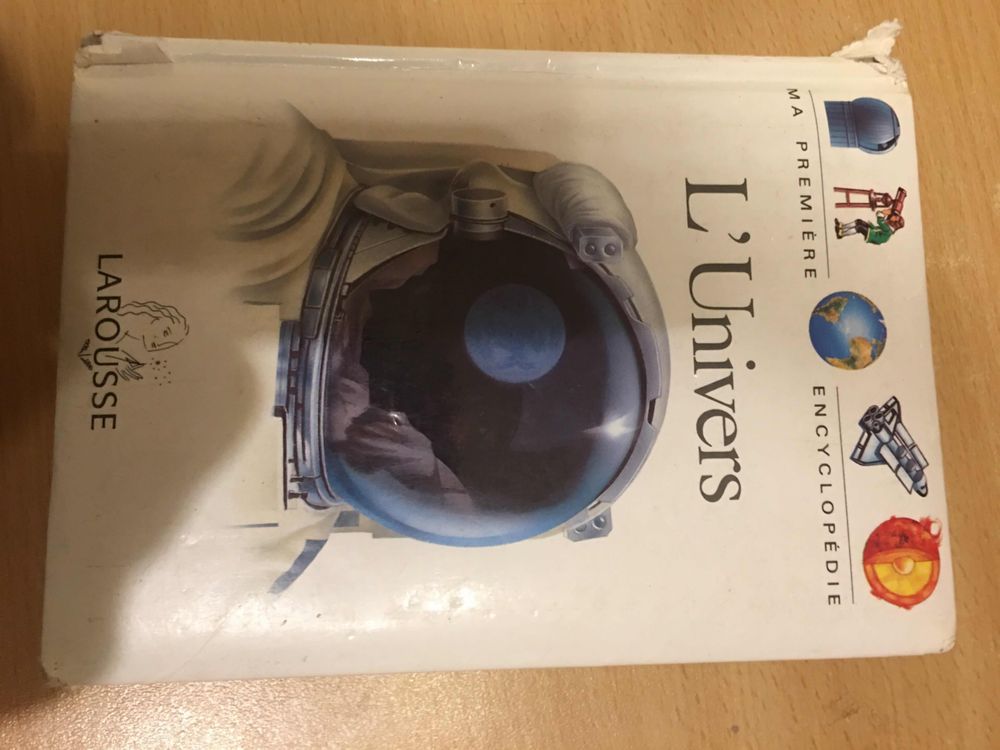 MA PREMIÈRE ENCYCLOPÉDIE
L'Univers
LAROUSSE